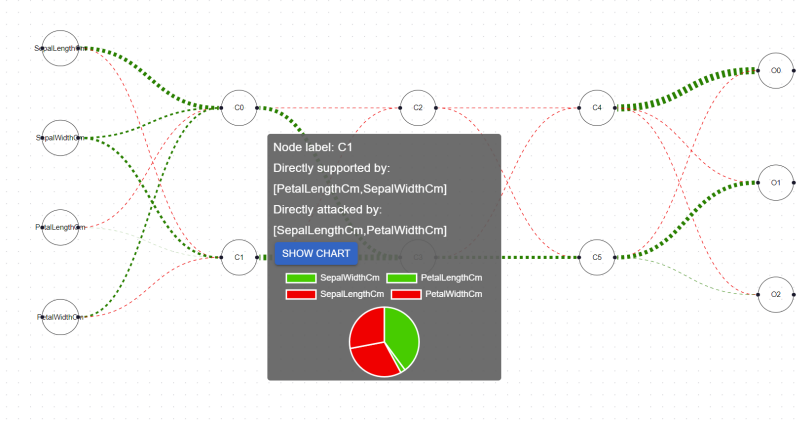 SepalLengthCm
SepalWidthCm
PetalLengthCm
PetalWidthCm
C0
C1
C2
C4
C5
O0
O1
O2
Node label: C1
Directly supported by:
[PetalLengthCm,SepalWidthCm]
Directly attacked by:
[SepalLengthCm,PetalWidthCm]
SHOW CHART
SepalWidthCm PetalLengthCm
SepalLengthCm PetalWidthCm